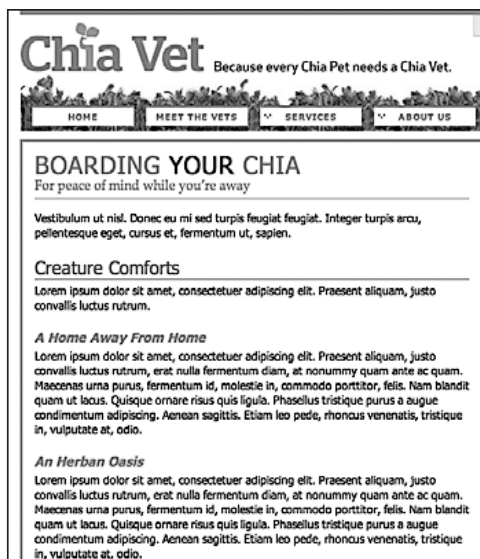 Chia Vet Because every Chia Pet needs a Chia Vet.
HOME MEET THE VETS SERVICES ABOUT US
BOARDING YOUR CHIA
For peace of mind while you're away
Vestibulum ut nisl. Donec eu mi sed turpis feugiat feugiat. Integer turpis arcu,
pellentesque eget, cursus et, fermentum ut, sapien.
Creature Comforts
Lorem ipsum dolor sit amet, consectetuer adipiscing elit. Praesent aliquam, justo
convallis luctus rutrum.
A Home Away From Home
Lorem ipsum dolor sit amet, consectetuer adipiscing elit. Praesent aliquam, justo
convallis luctus rutrum, erat nulla fermentum diam, at nonummy quam ante ac quam.
Maecenas urna purus, fermentum id, molestie in, commodo porttitor, felis. Nam blandit
quam ut lacus. Quisque ornare risus quis ligula. Phasellus tristique purus a augue
condimentum adipiscing. Aenean sagittis. Etiam leo pede, rhoncus venenatis, tristique
in, vulputate at, odio.
An Herban Oasis
Lorem ipsum dolor sit amet, consectetuer adipiscing elit. Praesent aliquam, justo
convallis luctus rutrum, erat nulla fermentum diam, at nonummy quam ante ac quam.
Maecenas urna purus, fermentum id, molestie in, commodo porttitor, felis. Nam blandit
quam ut lacus. Quisque ornare risus quis ligula. Phasellus tristique purus a augue
condimentum adipiscing. Aenean sagittis. Etiam leo pede, rhoncus venenatis, tristique
in, vulputate at, odio.